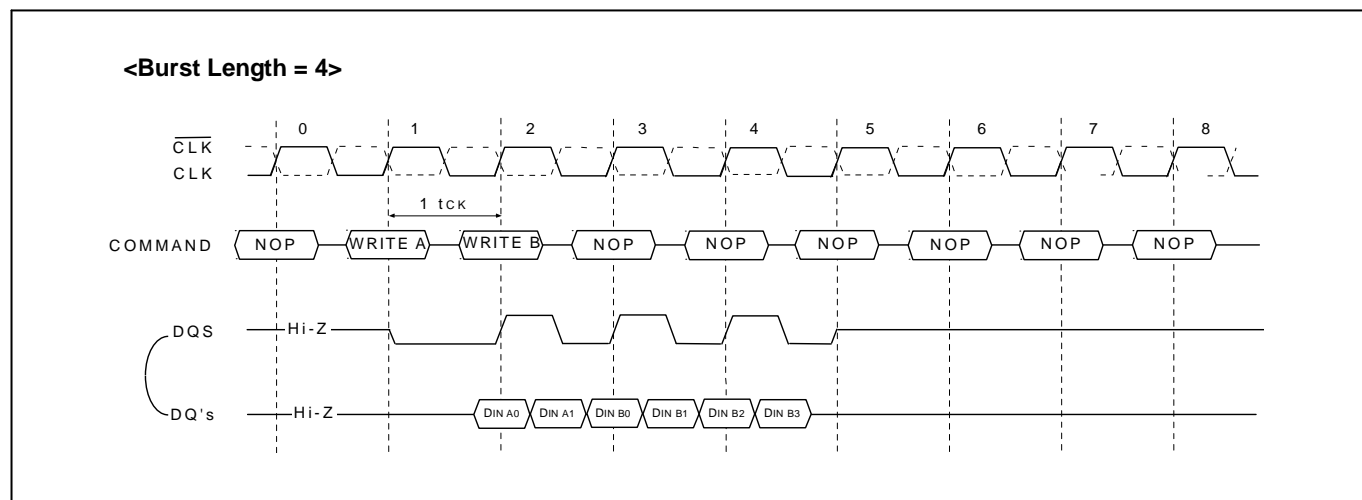 <Burst Length = 4>
0 1 2 3 4 5 6 7 8
CLK
CLK
1 tCK
COMMAND NOP WRITE A WRITE B NOP NOP NOP NOP NOP NOP
DQS Hi-Z
DQ's Hi-Z DIN A0 DIN A1 DIN B0 DIN B1 DIN B2 DIN B3